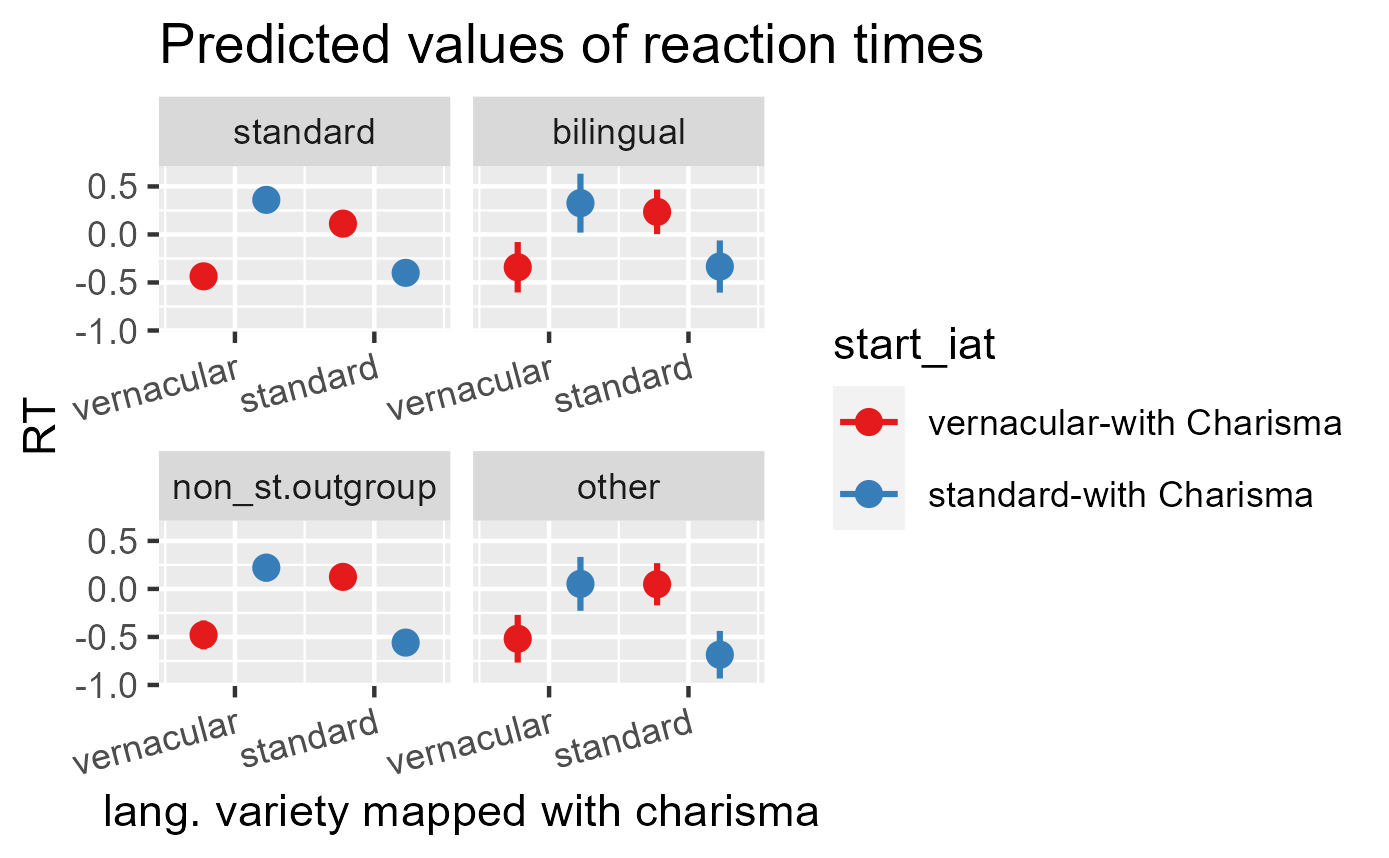 Predicted values of reaction times
standard
bilingual
0.5
0.0
-0.5
-1.0
vernacular
standard
vernacular
standard
RT
non_st.outgroup
other
0.5
0.0
-0.5
-1.0
vernacular
standard
vernacular
standard
lang. variety mapped with charisma
start_iat
vernacular-with Charisma
standard-with Charisma